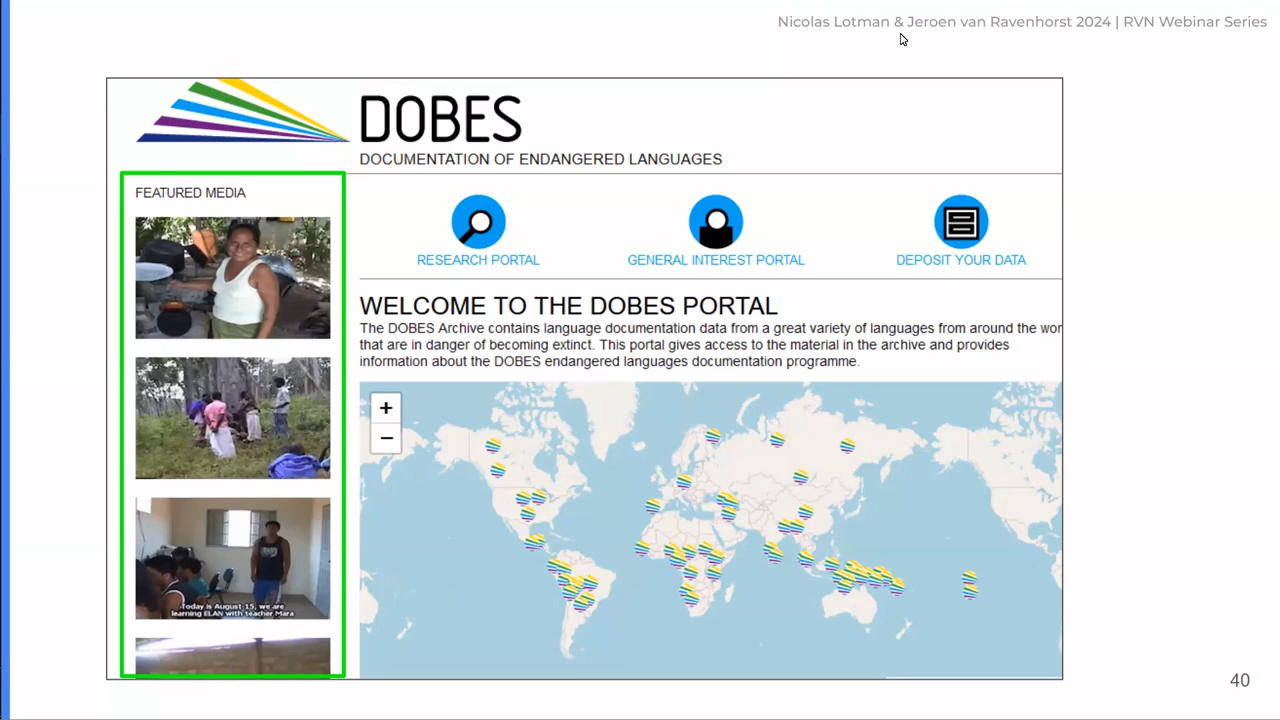 Nicolas Lotman & Jeroen van Ravenhorst 2024 | RVN Webinar Series
DOBES
DOCUMENTATION OF ENDANGERED LANGUAGES
FEATURED MEDIA
Today is August 15, we are
learning ELAN with teacher Mara
RESEARCH PORTAL
GENERAL INTEREST PORTAL
DEPOSIT YOUR DATA
WELCOME TO THE DOBES PORTAL
The DOBES Archive contains language documentation data from a great variety of languages from around the wor
that are in danger of becoming extinct. This portal gives access to the material in the archive and provides
information about the DOBES endangered languages documentation programme.
+
−
40